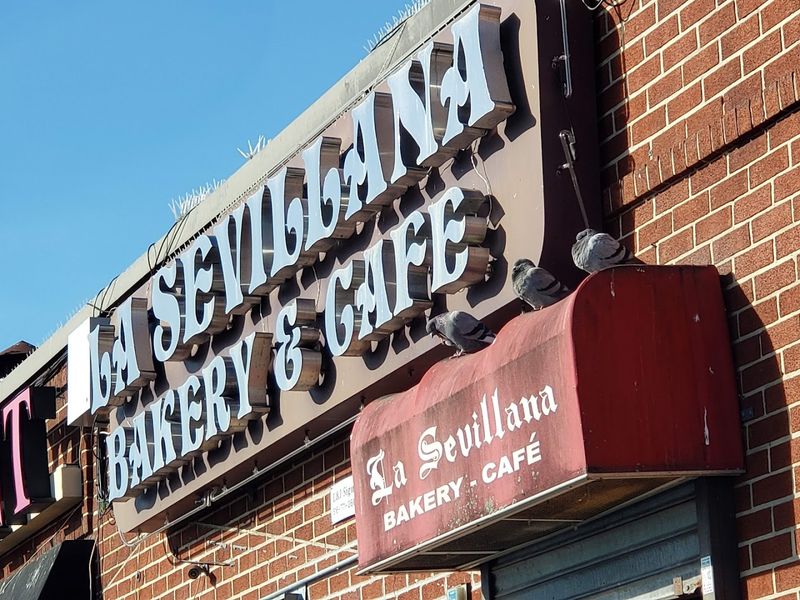 LA SEVILLANA
BAKERY & CAFE
La Sevillana
BAKERY - CAFÉ
T